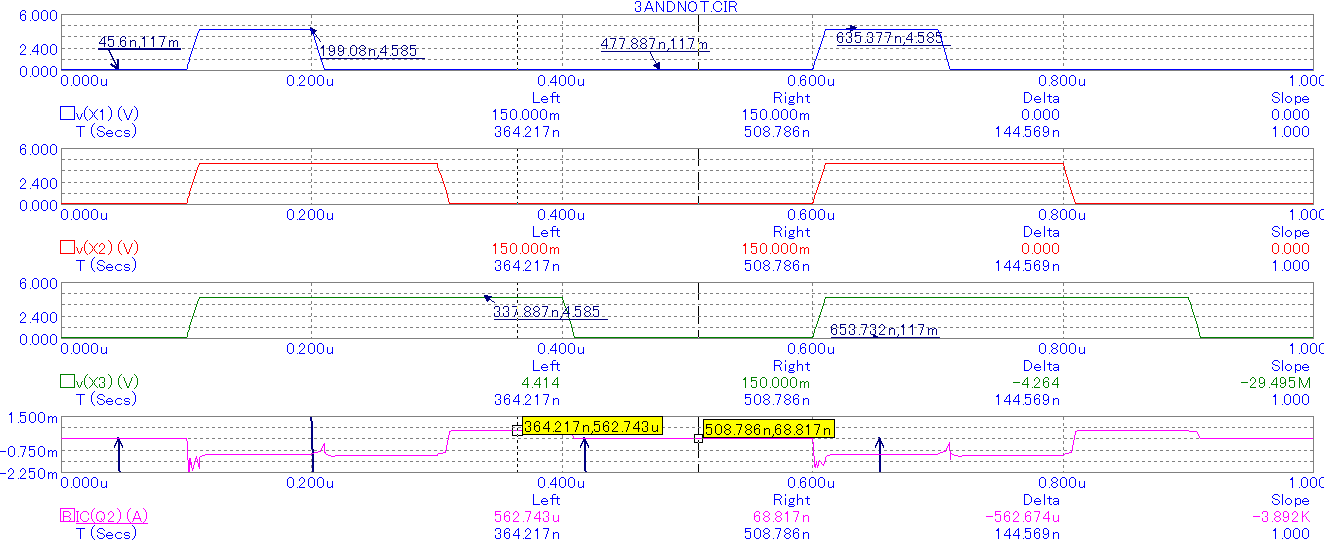 3ANDNOT.CIR
6.000
2.400
0.000
45.6n,117m
199.08n,4.585
477.887n,117m
635.377n,4.585
0.000u 0.200u 0.400u 0.600u 0.800u 1.000
Left Right Delta Slope
v(X1) (V) 150.000m 150.000m 0.000 0.000
T (Secs) 364.217n 508.786n 144.569n 1.000
6.000
2.400
0.000
0.000u 0.200u 0.400u 0.600u 0.800u 1.000
Left Right Delta Slope
v(X2) (V) 150.000m 150.000m 0.000 0.000
T (Secs) 364.217n 508.786n 144.569n 1.000
6.000
2.400
0.000
337.887n,4.585
653.732n,117m
0.000u 0.200u 0.400u 0.600u 0.800u 1.000
Left Right Delta Slope
v(X3) (V) 4.414 150.000m -4.264 -29.495M
T (Secs) 364.217n 508.786n 144.569n 1.000
1.500m
-0.750m
-2.250m
364.217n,562.743u
508.786n,68.817n
0.000u 0.200u 0.400u 0.600u 0.800u 1.000
Left Right Delta Slope
B IC(Q2) (A) 562.743u 68.817n -562.674u -3.892K
T (Secs) 364.217n 508.786n 144.569n 1.000